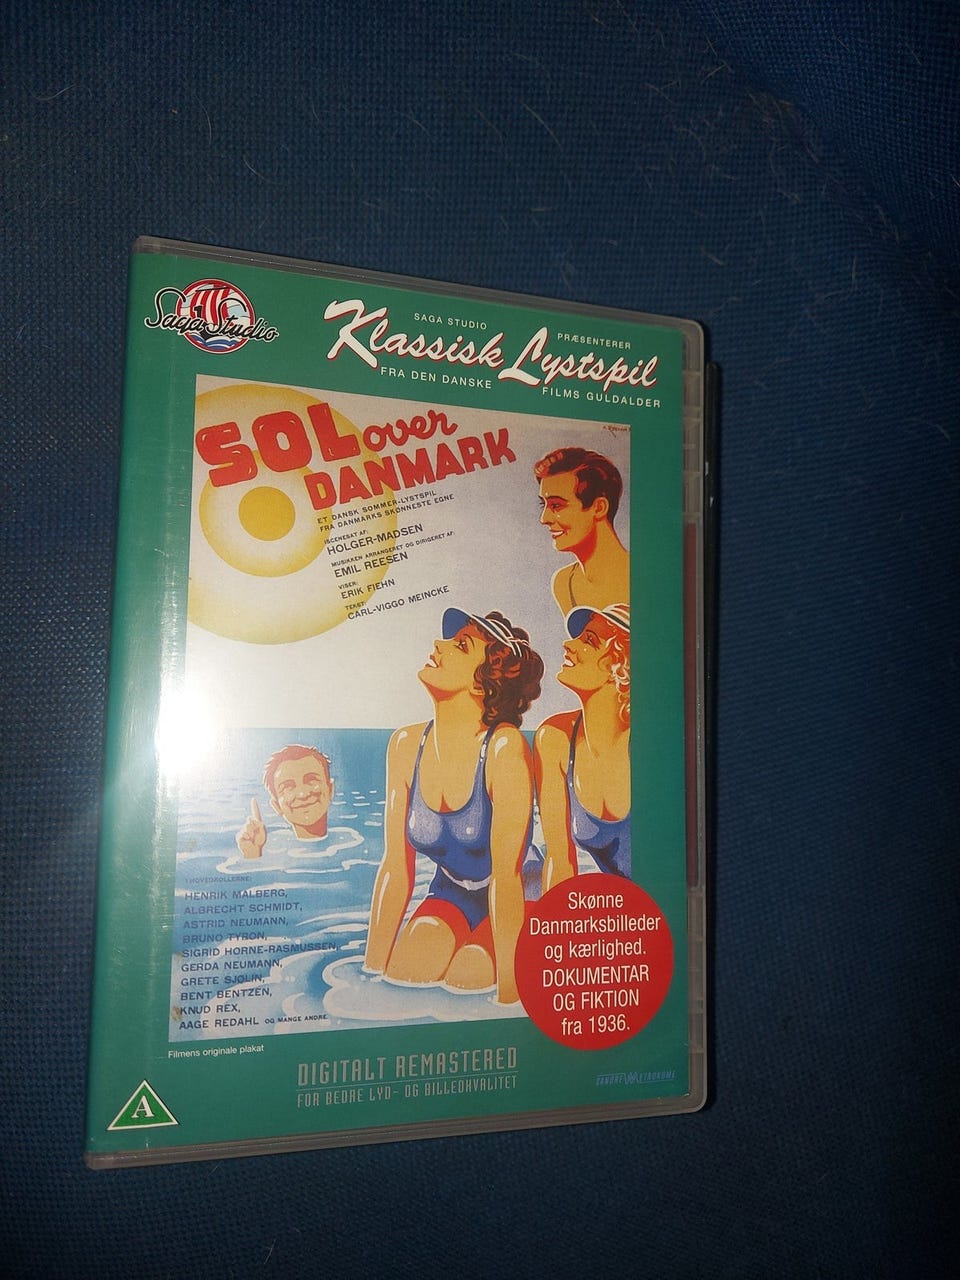 Saga Studio
SAGA STUDIO PRÆSENTERER
Klassisk Lystspil
FRA DEN DANSKE FILMS GULDALDER
SOL over
DANMARK
ET DANSK SOMMER-LYSTSPIL
FRA DANMARKS SKØNNESTE EGNE
ISCENESAT AF:
HOLGER-MADSEN
MUSIKKEN ARRANGERET OG DIRIGERET AF:
EMIL REESEN
VISER:
ERIK FIEHN
TEKST:
CARL-VIGGO MEINCKE
I HOVEDROLLERNE:
HENRIK MALBERG,
ALBRECHT SCHMIDT,
ASTRID NEUMANN,
BRUNO TYRON,
SIGRID HORNE-RASMUSSEN,
GERDA NEUMANN,
GRETE SJØLIN,
BENT BENTZEN,
KNUD REX,
AAGE REDAHL OG MANGE ANDRE.
Skønne
Danmarksbilleder
og kærlighed.
DOKUMENTAR
OG FIKTION
fra 1936.
Filmens originale plakat
DIGITALT REMASTERED
FOR BEDRE LYD- OG BILLEDKVALITET
A